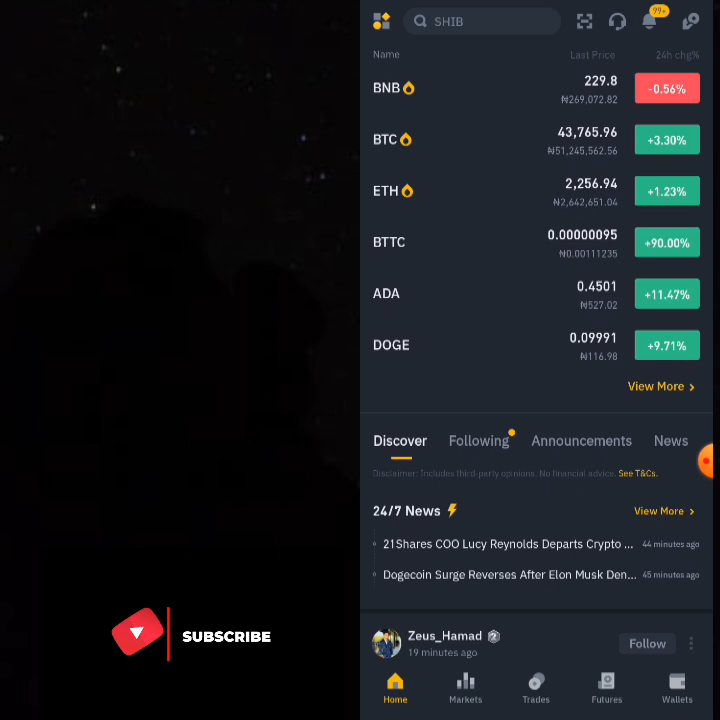 SHIB
99+
Name Last Price 24h chg%
BNB 229.8 -0.56%
₦269,072.82
BTC 43,765.96 +3.30%
₦51,245,562.56
ETH 2,256.94 +1.23%
₦2,642,651.04
BTTC 0.00000095 +90.00%
₦0.00111235
ADA 0.4501 +11.47%
₦527.02
DOGE 0.09991 +9.71%
₦116.98
View More >
Discover Following Announcements News
Disclaimer: Includes third-party opinions. No financial advice. See T&Cs.
24/7 News View More >
21Shares COO Lucy Reynolds Departs Crypto ... 44 minutes ago
Dogecoin Surge Reverses After Elon Musk Den... 45 minutes ago
Zeus_Hamad Follow
19 minutes ago
Home Markets Trades Futures Wallets
SUBSCRIBE